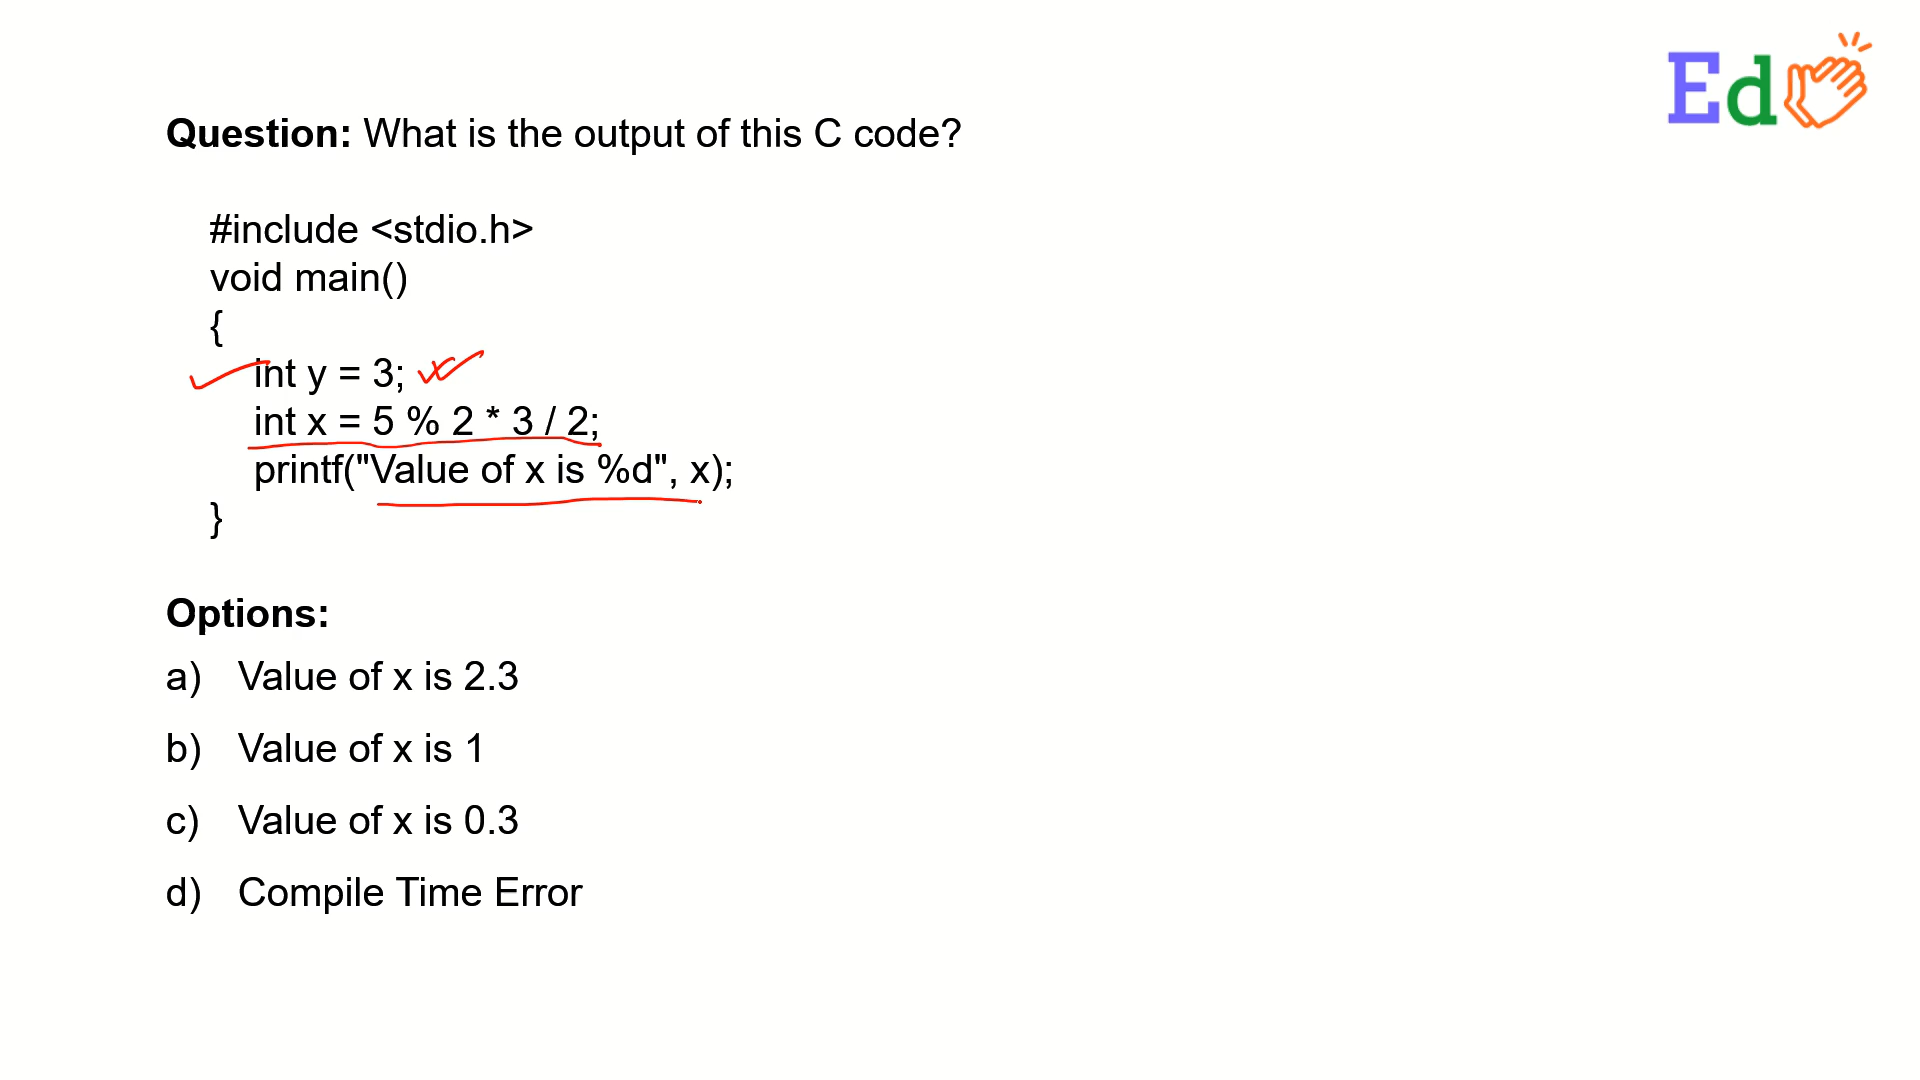 Ed
Question: What is the output of this C code?
#include <stdio.h>
void main()
{
int y = 3;
int x = 5 % 2 * 3 / 2;
printf("Value of x is %d", x);
}
Options:
a) Value of x is 2.3
b) Value of x is 1
c) Value of x is 0.3
d) Compile Time Error